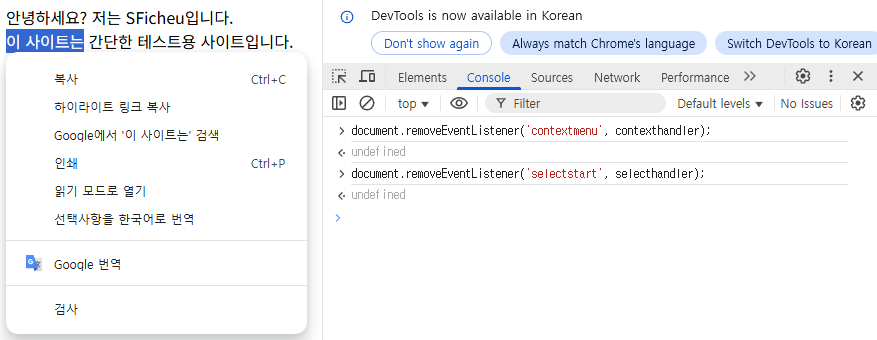 안녕하세요? 저는 SFicheu입니다.
이 사이트는 간단한 테스트용 사이트입니다.
복사 Ctrl+C
하이라이트 링크 복사
Google에서 '이 사이트는' 검색
인쇄 Ctrl+P
읽기 모드로 열기
선택사항을 한국어로 번역
Google 번역
검사
DevTools is now available in Korean
Don't show again Always match Chrome's language Switch DevTools to Korean
Elements Console Sources Network Performance
top Filter Default levels No Issues
document.removeEventListener('contextmenu', contexthandler);
undefined
document.removeEventListener('selectstart', selecthandler);
undefined